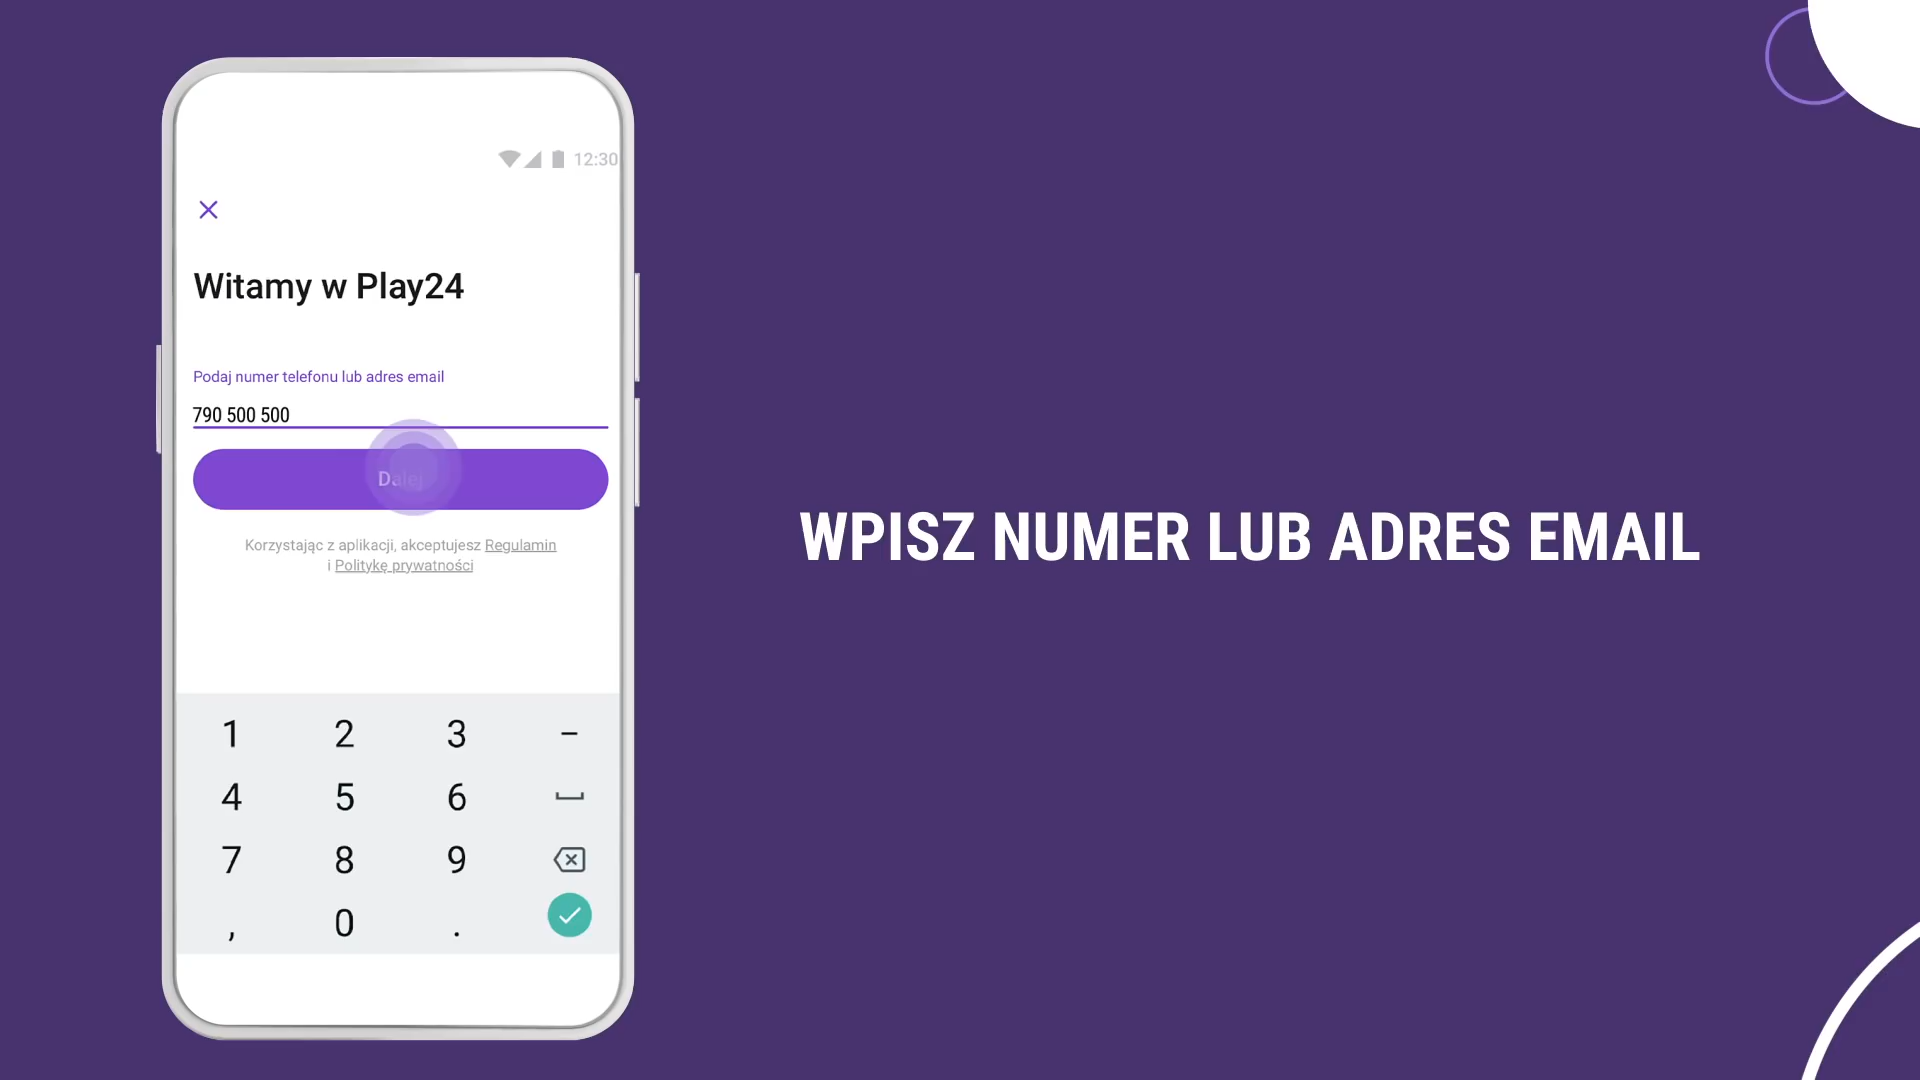 12:30
Witamy w Play24
Podaj numer telefonu lub adres email
790 500 500
Dalej
Korzystając z aplikacji, akceptujesz Regulamin
i Politykę prywatności
WPISZ NUMER LUB ADRES EMAIL
1 2 3 –
4 5 6
7 8 9
, 0 .